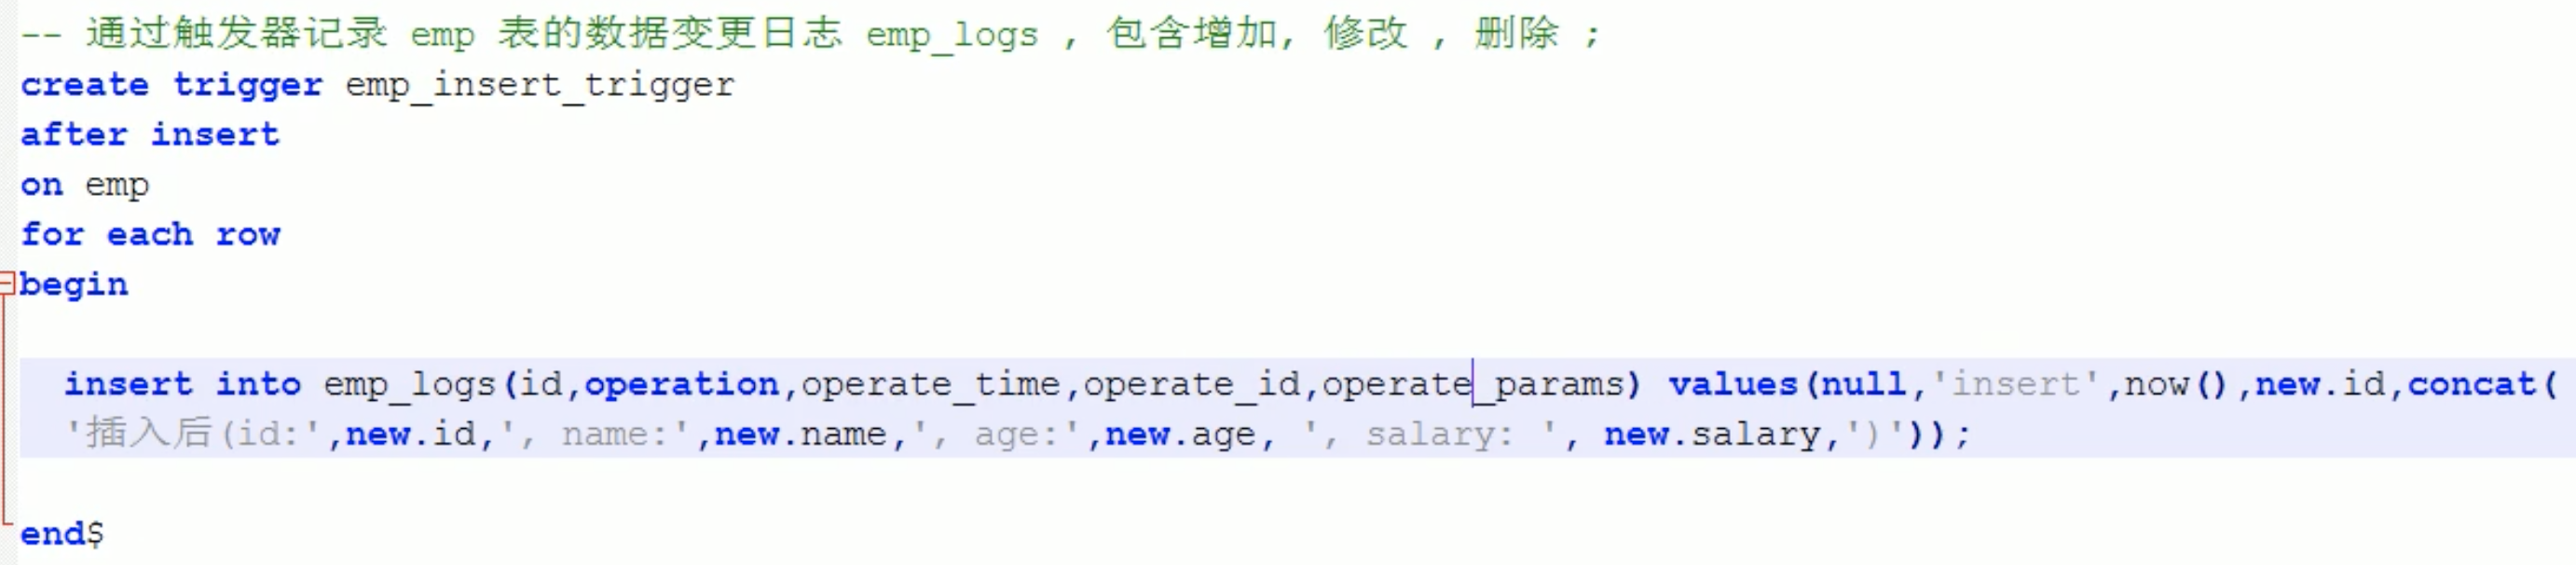 -- 通过触发器记录 emp 表的数据变更日志 emp_logs , 包含增加, 修改 , 删除 ;
create trigger emp_insert_trigger
after insert
on emp
for each row
begin
insert into emp_logs(id,operation,operate_time,operate_id,operate_params) values(null,'insert',now(),new.id,concat(
'插入后(id:',new.id,', name:',new.name,', age:',new.age, ', salary: ', new.salary,')'));
end$